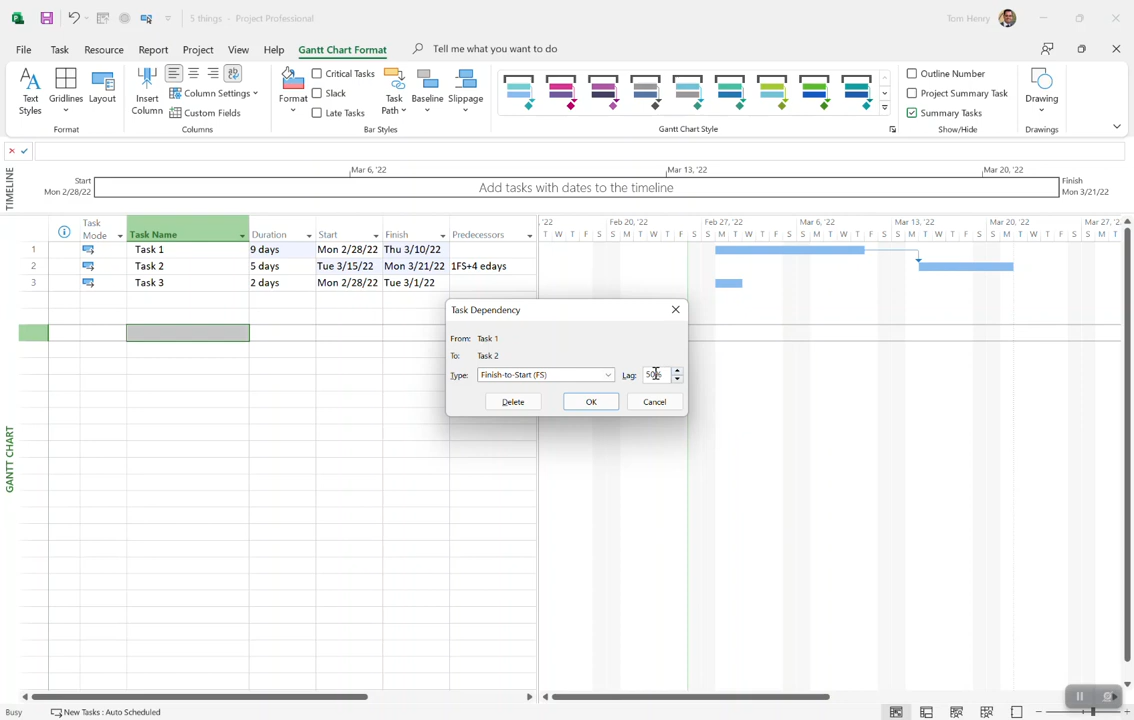 5 things - Project Professional
Tom Henry
File Task Resource Report Project View Help Gantt Chart Format Tell me what you want to do
Text Styles
Gridlines
Layout
Format
Insert Column
Column Settings
Custom Fields
Columns
Format
Critical Tasks
Slack
Late Tasks
Task Path
Baseline
Slippage
Bar Styles
Gantt Chart Style
Outline Number
Project Summary Task
Summary Tasks
Show/Hide
Drawing
Drawings
TIMELINE
Start
Mon 2/28/22
Mar 6, '22 Mar 13, '22 Mar 20, '22
Add tasks with dates to the timeline
Finish
Mon 3/21/22
Task Mode Task Name Duration Start Finish Predecessors
'22 Feb 20, '22 Feb 27, '22 Mar 6, '22 Mar 13, '22 Mar 20, '22 Mar 27, '2
T W T F S S M T W T F S S M T W T F S S M T W T F S S M T W T F S S M T W T F S S M T
1 Task 1 9 days Mon 2/28/22 Thu 3/10/22
2 Task 2 5 days Tue 3/15/22 Mon 3/21/22 1FS+4 edays
3 Task 3 2 days Mon 2/28/22 Tue 3/1/22
GANTT CHART
Task Dependency
From: Task 1
To: Task 2
Type: Finish-to-Start (FS) Lag: 50%
Delete OK Cancel
Busy New Tasks : Auto Scheduled